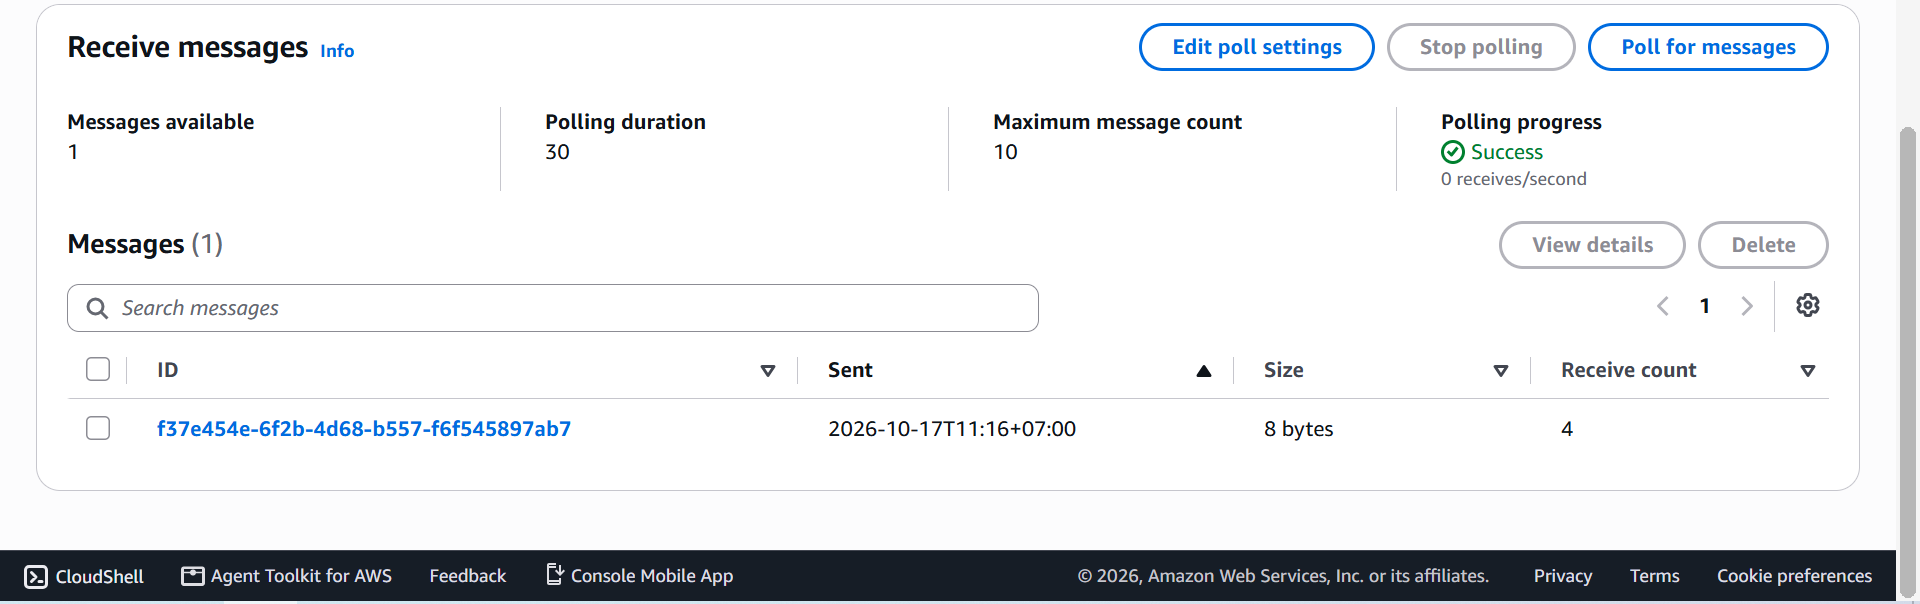 Receive messages Info Edit poll settings Stop polling Poll for messages
Messages available Polling duration Maximum message count Polling progress
1 30 10 Success
0 receives/second
Messages (1) View details Delete
Search messages 1
ID Sent Size Receive count
f37e454e-6f2b-4d68-b557-f6f545897ab7 2026-10-17T11:16+07:00 8 bytes 4
CloudShell Agent Toolkit for AWS Feedback Console Mobile App © 2026, Amazon Web Services, Inc. or its affiliates. Privacy Terms Cookie preferences